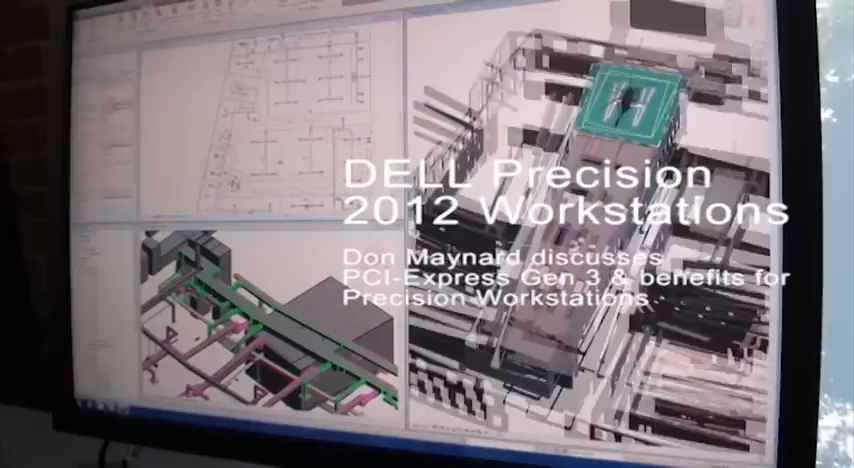 DELL Precision
2012 Workstations
Don Maynard discusses
PCI-Express Gen 3 & benefits for
Precision Workstations